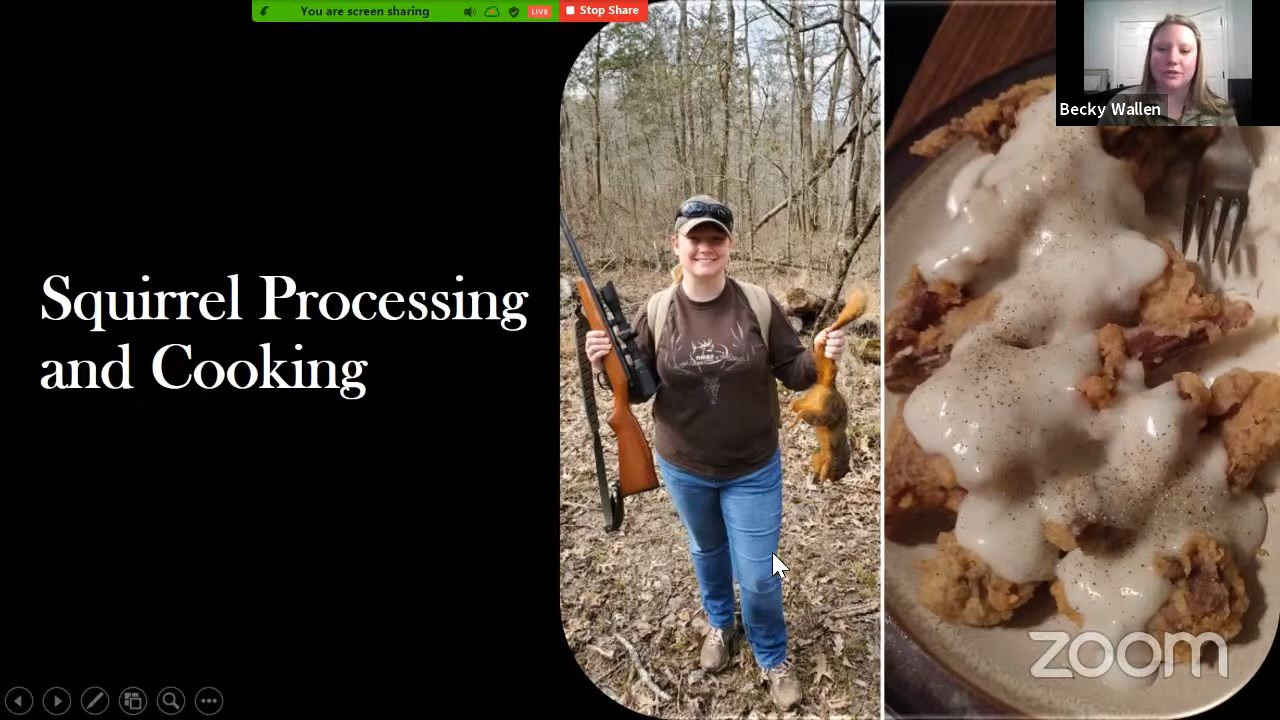 You are screen sharing
LIVE
Stop Share
Becky Wallen
Squirrel Processing
and Cooking
zoom